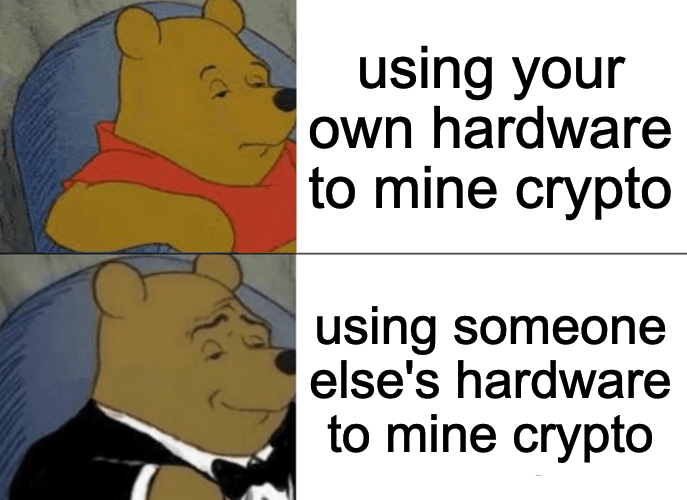 using your
own hardware
to mine crypto
using someone
else's hardware
to mine crypto